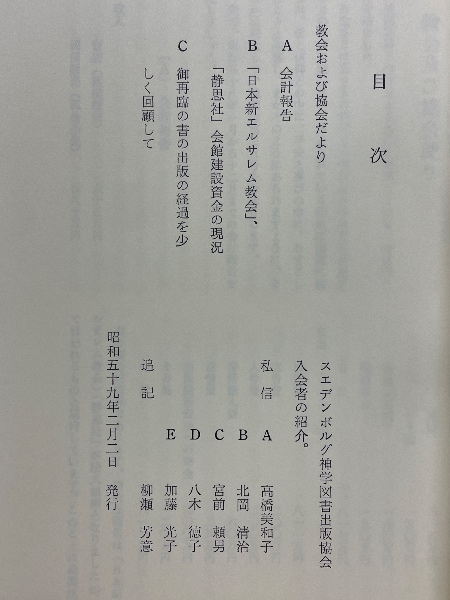 目次
教会および協会だより
A 会計報告
B 「日本新エルサレム教会」、
「静思社」会館建設資金の現況
C 御再臨の書の出版の経過を少
しく回顧して
スエデンボルグ神学図書出版協会
入会者の紹介。
私信 A 高橋美和子
B 北岡清治
C 宮前頼男
D 八木徳子
E 加藤光子
追記 柳瀬芳意
昭和五十九年二月二日 発行